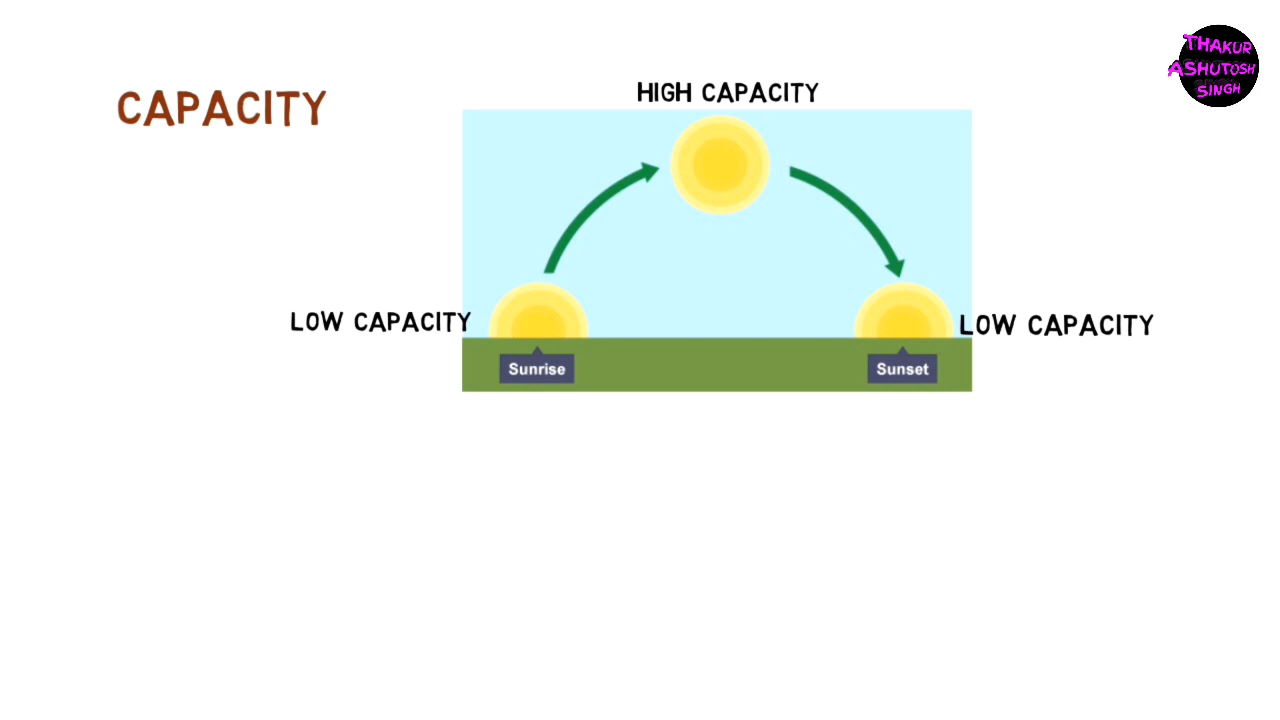 THAKUR
ASHUTOSH
SINGH
CAPACITY
HIGH CAPACITY
LOW CAPACITY
LOW CAPACITY
Sunrise
Sunset